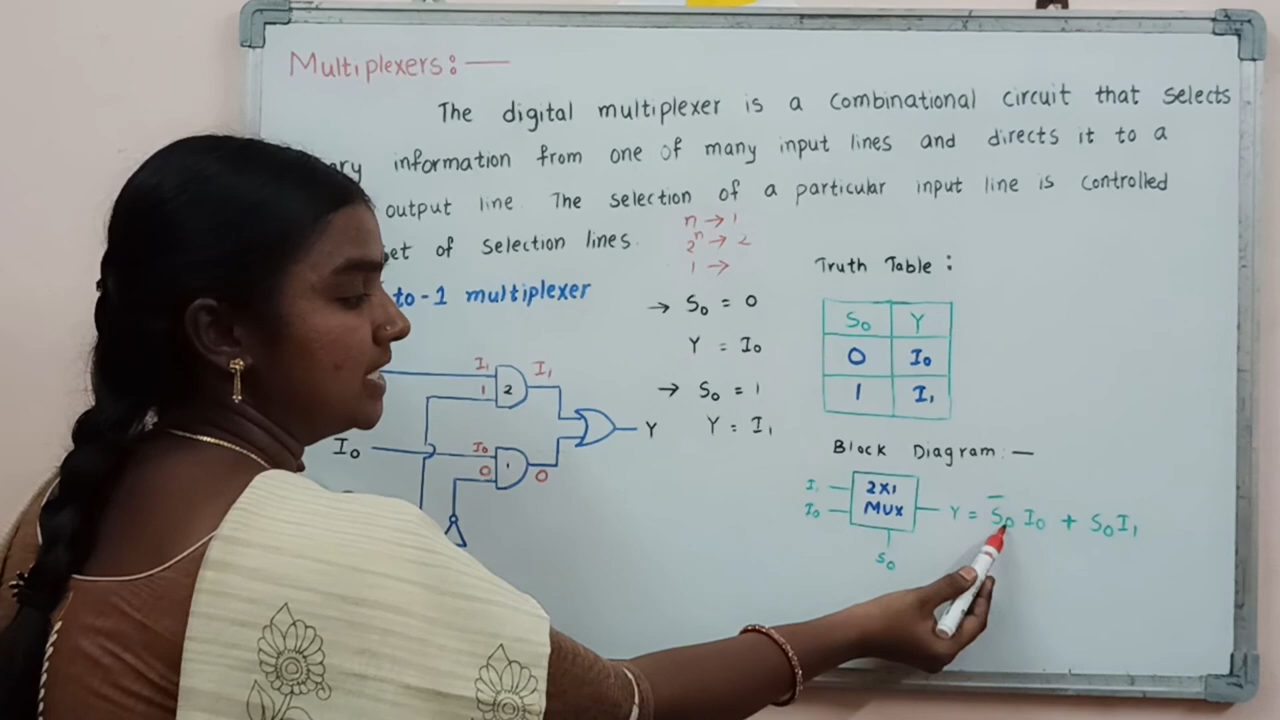 Multiplexers:—
The digital multiplexer is a combinational circuit that selects
information from one of many input lines and directs it to a
output line. The selection of a particular input line is controlled
set of selection lines.
n → 1
2ⁿ → 2
1 →
to-1 multiplexer
→ S₀ = 0
Y = I₀
→ S₀ = 1
Y = I₁
I₁
1
2
I₁
I₀
I₀
0
1
0
Y
Truth Table:
S₀ Y
0 I₀
1 I₁
Block Diagram:—
I₁
I₀
2X1
MUX
S₀
Y = S̅₀ I₀ + S₀ I₁